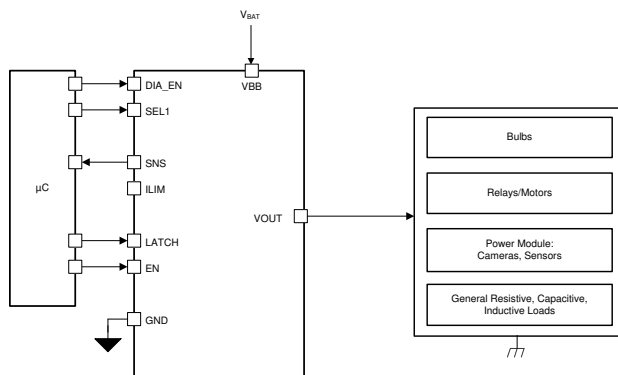 VBAT
DIA_EN
VBB
SEL1
Bulbs
SNS
µC
ILIM
Relays/Motors
VOUT
LATCH
Power Module:
Cameras, Sensors
EN
General Resistive, Capacitive,
Inductive Loads
GND